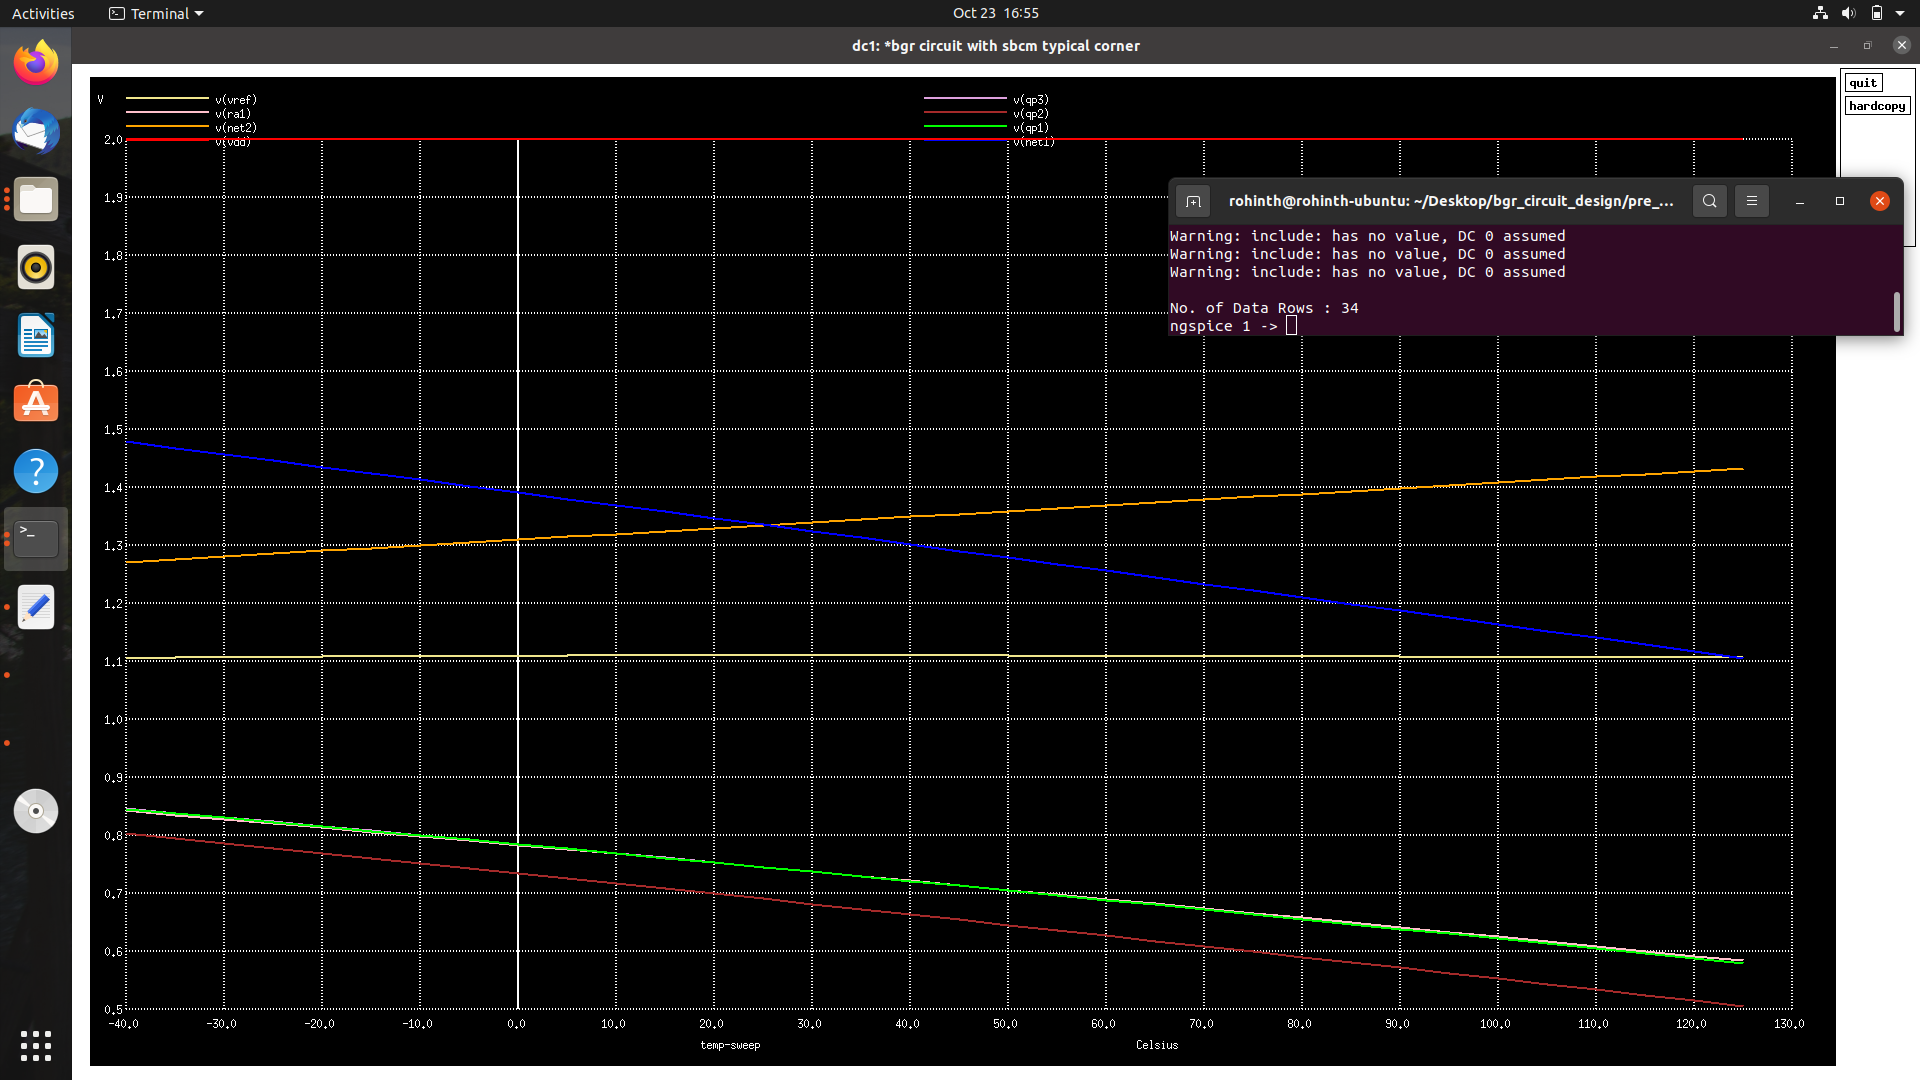 Activities
Terminal
Oct 23 16:55
dc1: *bgr circuit with sbcm typical corner
quit
hardcopy
V
v(vref)
v(ra1)
v(net2)
v(vdd)
v(qp3)
v(qp2)
v(qp1)
v(net1)
rohinth@rohinth-ubuntu: ~/Desktop/bgr_circuit_design/pre_...
Warning: include: has no value, DC 0 assumed
Warning: include: has no value, DC 0 assumed
Warning: include: has no value, DC 0 assumed
No. of Data Rows : 34
ngspice 1 ->
2.0
1.9
1.8
1.7
1.6
1.5
1.4
1.3
1.2
1.1
1.0
0.9
0.8
0.7
0.6
0.5
-40.0 -30.0 -20.0 -10.0 0.0 10.0 20.0 30.0 40.0 50.0 60.0 70.0 80.0 90.0 100.0 110.0 120.0 130.0
temp-sweep Celsius